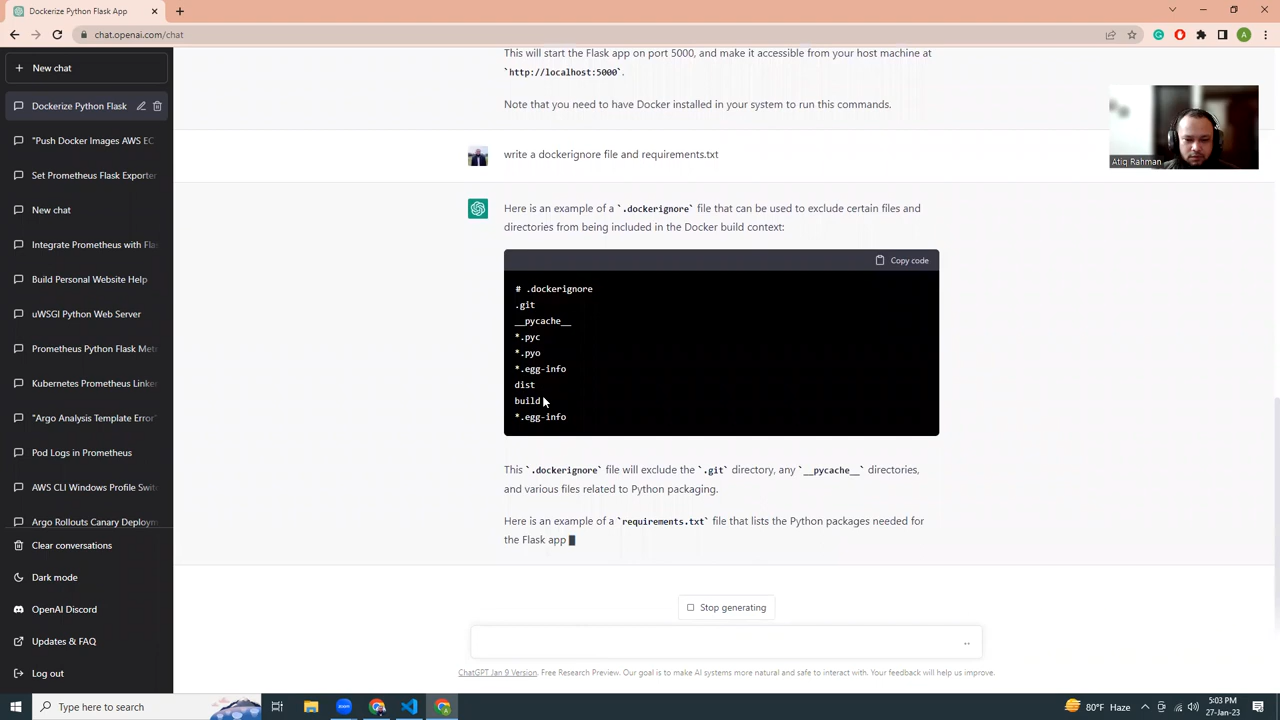 Dockerize Python Flask App
chat.openai.com/chat
A
New chat
Dockerize Python Flask
"Push Docker Images AWS EC
Set Prometheus Flask Exporter
New chat
Integrate Prometheus with Fla
Build Personal Website Help
uWSGI Python Web Server
Prometheus Python Flask Met
Kubernetes Prometheus Linker
"Argo Analysis Template Error"
Pod Logs in Prometheus
AWS CLI Windows Profile Swit
Argo Rollouts Canary Deploym
Clear conversations
Dark mode
OpenAI Discord
Updates & FAQ
Log out
This will start the Flask app on port 5000, and make it accessible from your host machine at
`http://localhost:5000`.
Note that you need to have Docker installed in your system to run this commands.
Atiq Rahman
write a dockerignore file and requirements.txt
Here is an example of a `.dockerignore` file that can be used to exclude certain files and
directories from being included in the Docker build context:
Copy code
# .dockerignore
.git
__pycache__
*.pyc
*.pyo
*.egg-info
dist
build
*.egg-info
This `.dockerignore` file will exclude the `.git` directory, any `__pycache__` directories,
and various files related to Python packaging.
Here is an example of a `requirements.txt` file that lists the Python packages needed for
the Flask app
Stop generating
ChatGPT Jan 9 Version. Free Research Preview. Our goal is to make AI systems more natural and safe to interact with. Your feedback will help us improve.
Type here to search
80°F Haze
5:03 PM
27-Jan-23